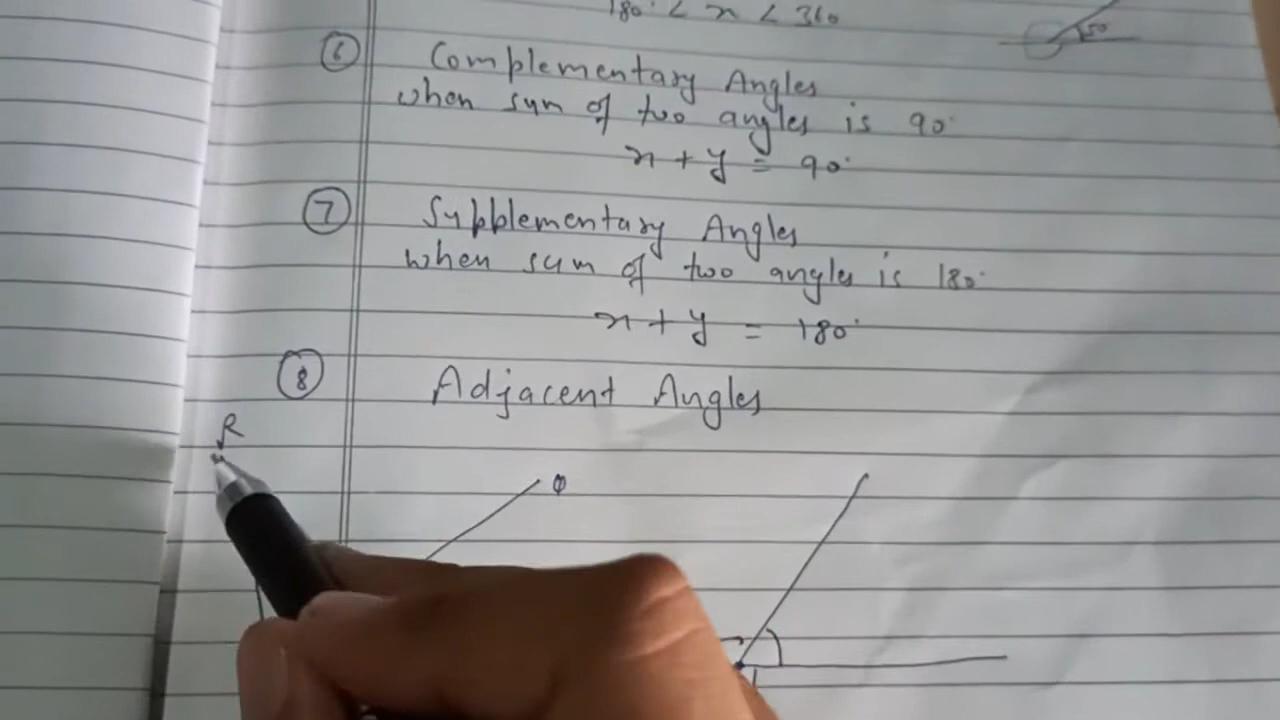 180° < x < 360
6 Complementary Angles
when sum of two angles is 90°
x + y = 90°
7 Supplementary Angles
when sum of two angles is 180°
x + y = 180°
8 Adjacent Angles
R
Q
50